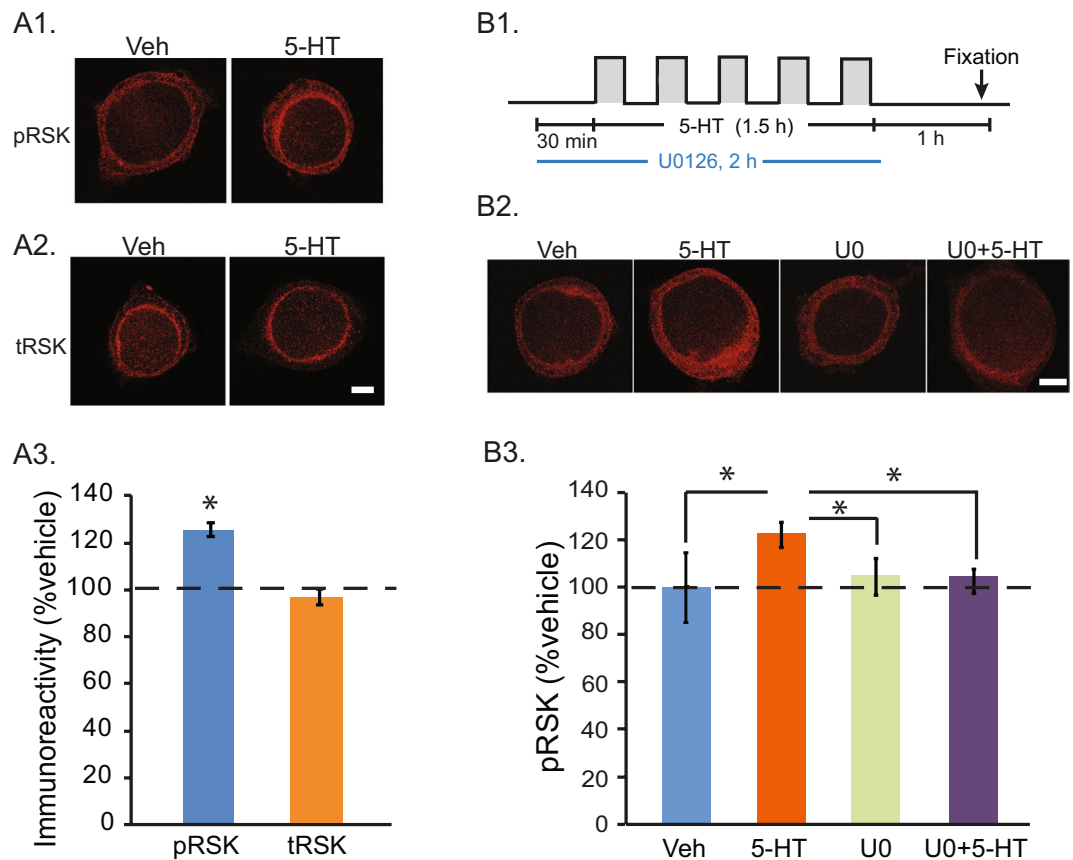 A1.
Veh 5-HT
pRSK
A2.
Veh 5-HT
tRSK
A3.
Immunoreactivity (%vehicle)
140
120
100
80
60
40
20
0
*
pRSK tRSK
B1.
Fixation
30 min 5-HT (1.5 h) 1 h
U0126, 2 h
B2.
Veh 5-HT U0 U0+5-HT
B3.
pRSK (%vehicle)
140
120
100
80
60
40
20
0
* * *
Veh 5-HT U0 U0+5-HT